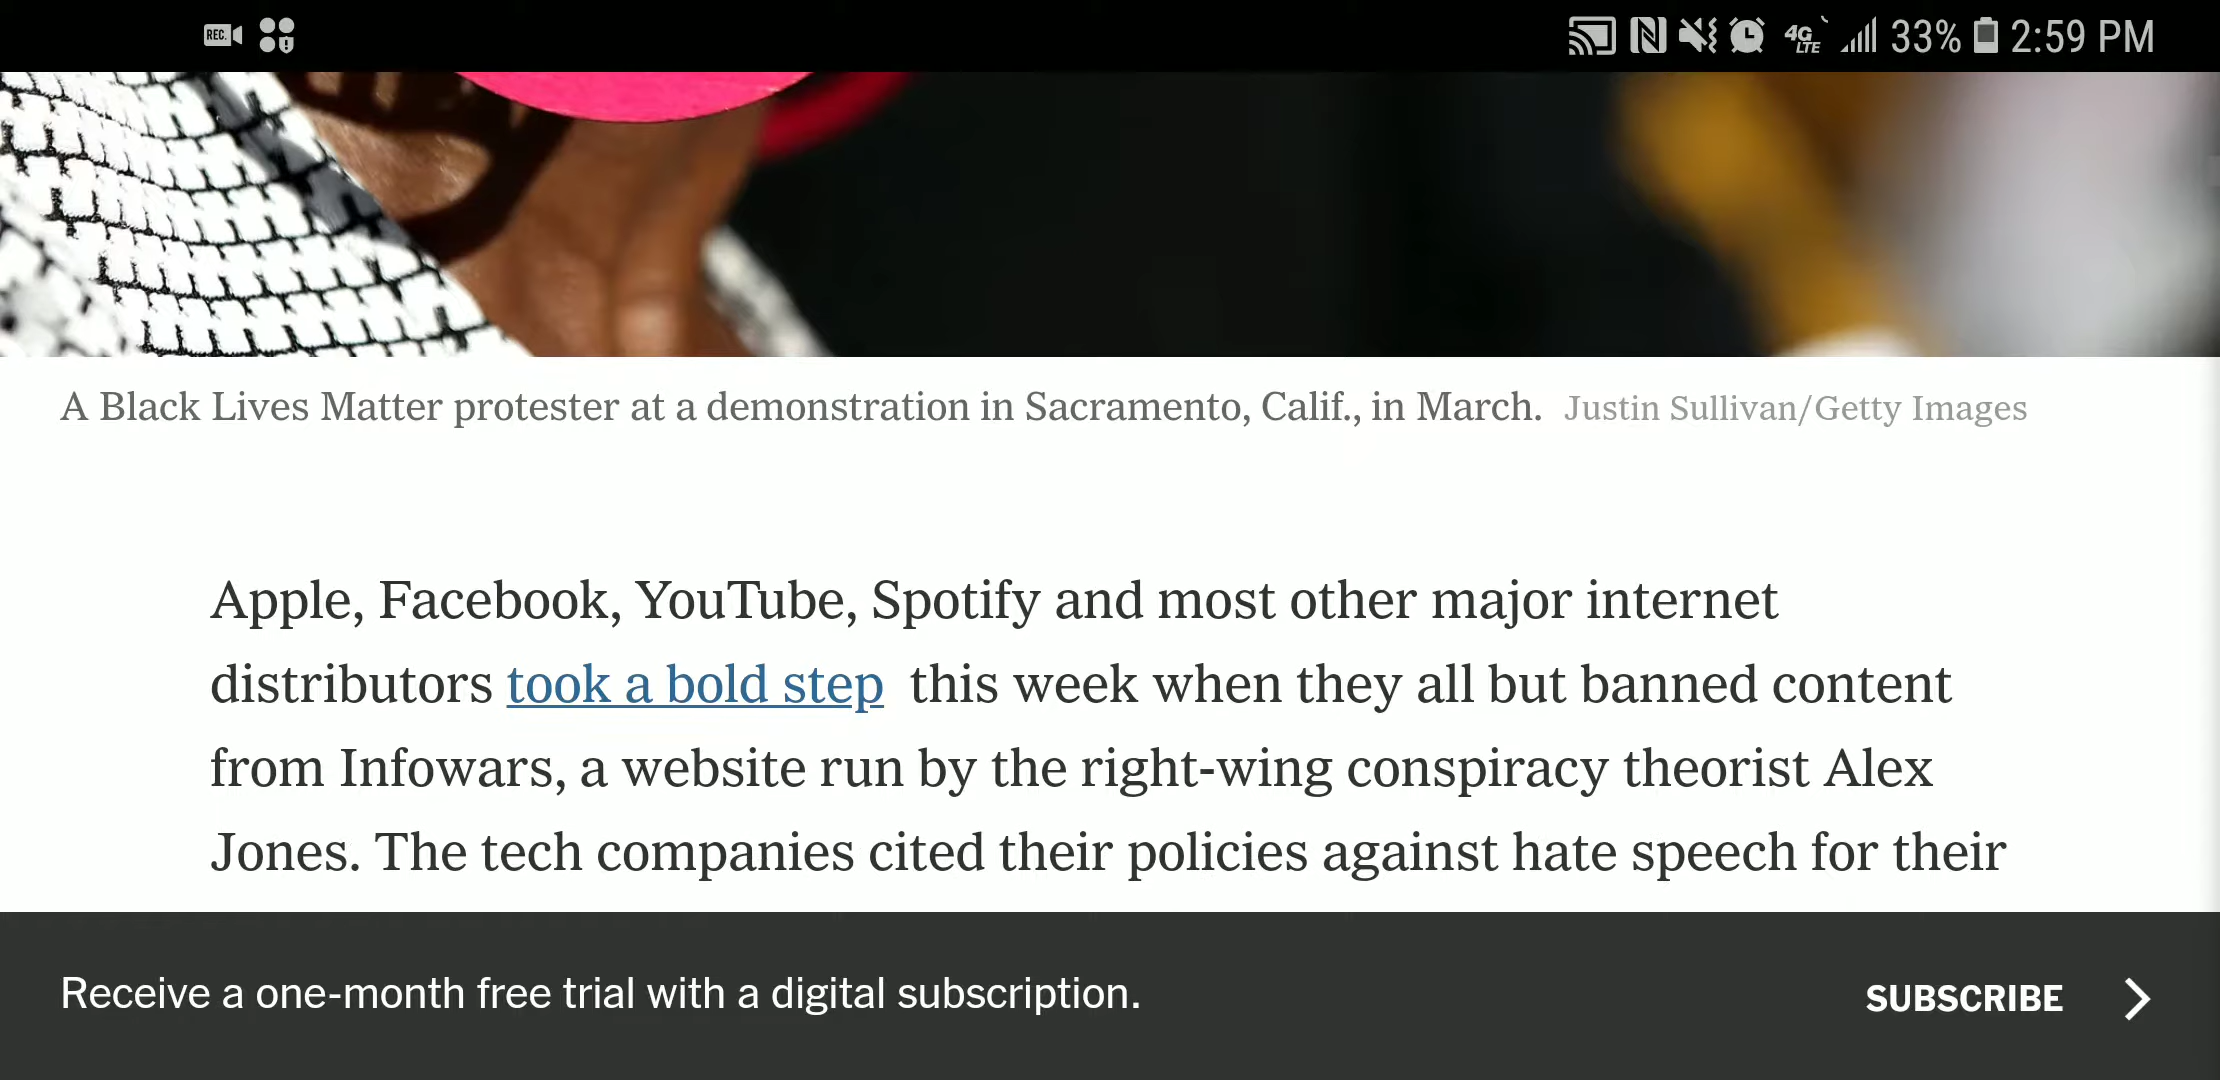 REC.
4G LTE 33% 2:59 PM
A Black Lives Matter protester at a demonstration in Sacramento, Calif., in March. Justin Sullivan/Getty Images
Apple, Facebook, YouTube, Spotify and most other major internet
distributors took a bold step this week when they all but banned content
from Infowars, a website run by the right-wing conspiracy theorist Alex
Jones. The tech companies cited their policies against hate speech for their
Receive a one-month free trial with a digital subscription.
SUBSCRIBE